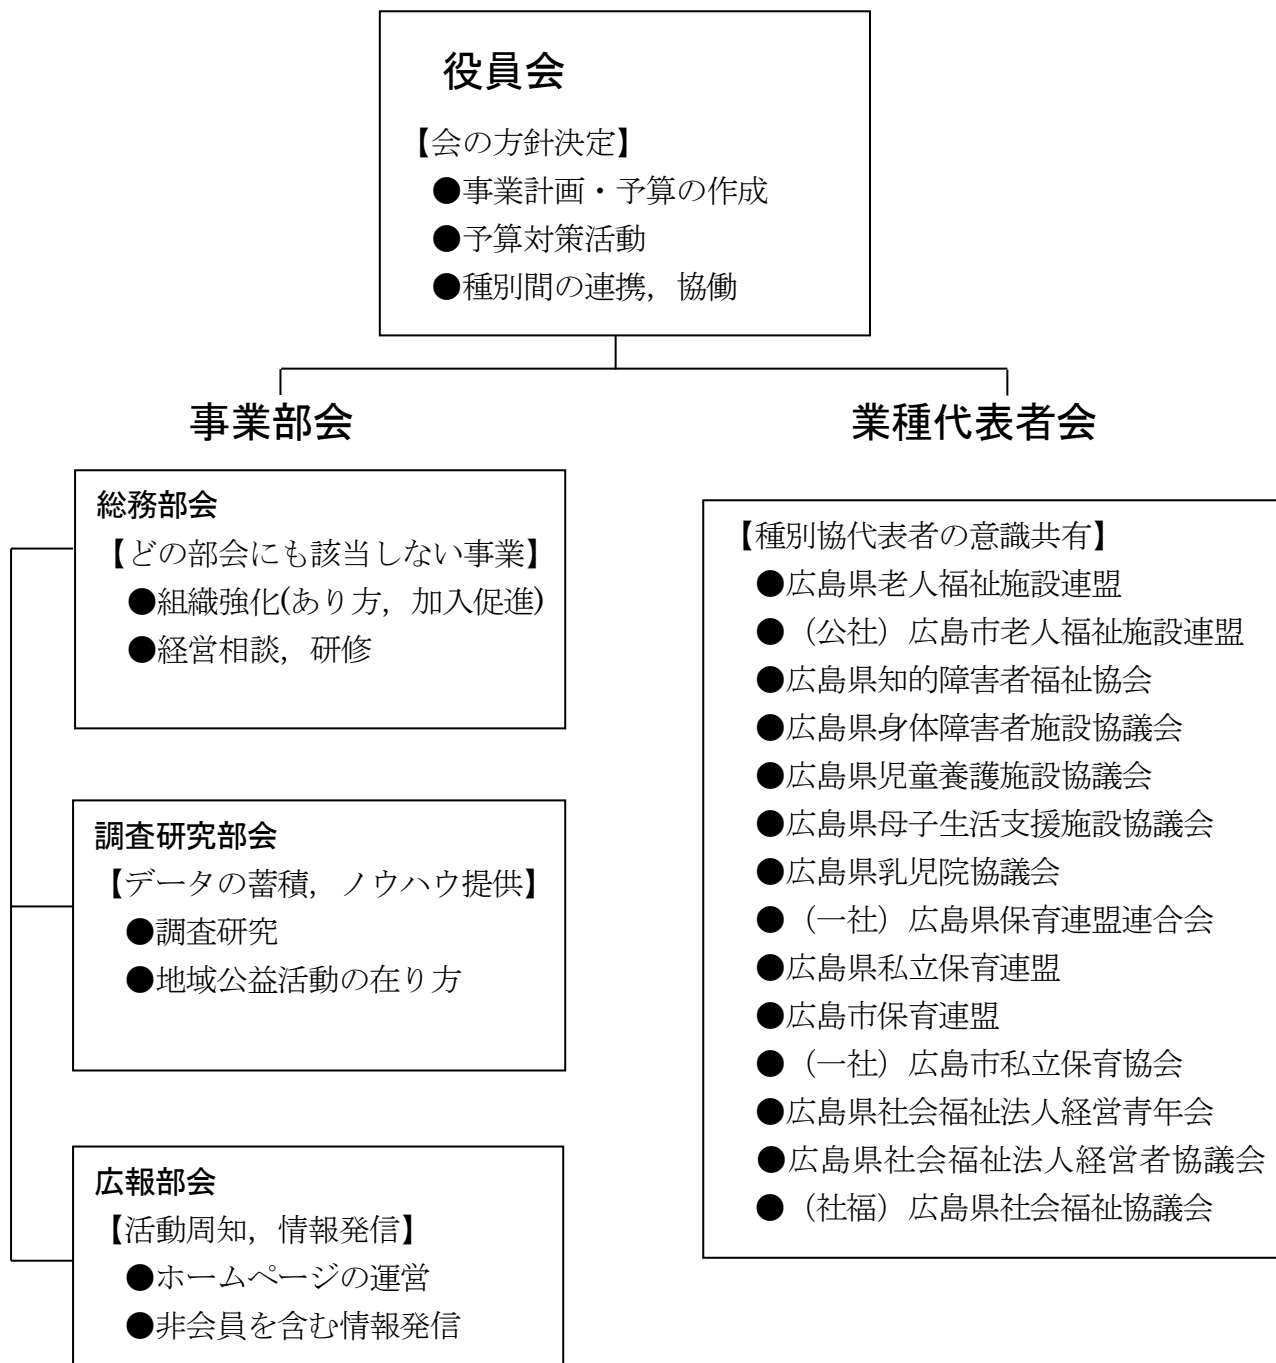 役員会
【会の方針決定】
●事業計画・予算の作成
●予算対策活動
●種別間の連携，協働
事業部会
総務部会
【どの部会にも該当しない事業】
●組織強化(あり方，加入促進)
●経営相談，研修
調査研究部会
【データの蓄積，ノウハウ提供】
●調査研究
●地域公益活動の在り方
広報部会
【活動周知，情報発信】
●ホームページの運営
●非会員を含む情報発信
業種代表者会
【種別協代表者の意識共有】
●広島県老人福祉施設連盟
●（公社）広島市老人福祉施設連盟
●広島県知的障害者福祉協会
●広島県身体障害者施設協議会
●広島県児童養護施設協議会
●広島県母子生活支援施設協議会
●広島県乳児院協議会
●（一社）広島県保育連盟連合会
●広島県私立保育連盟
●広島市保育連盟
●（一社）広島市私立保育協会
●広島県社会福祉法人経営青年会
●広島県社会福祉法人経営者協議会
●（社福）広島県社会福祉協議会